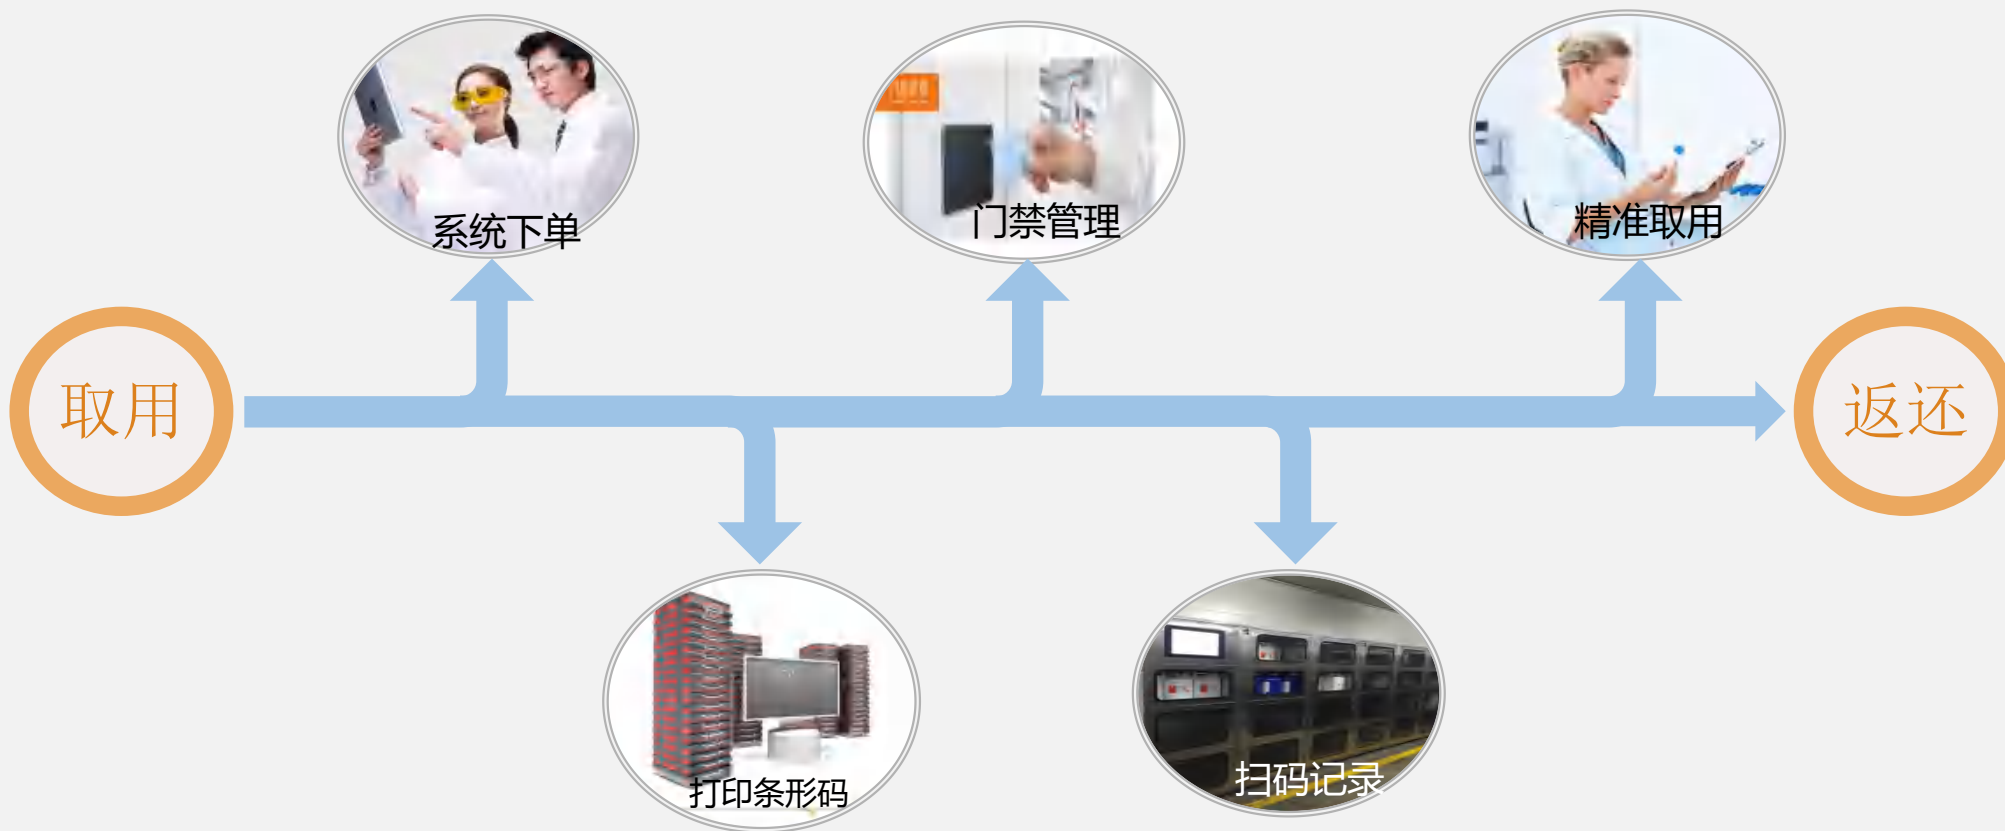 系统下单
门禁管理
精准取用
取用
返还
打印条形码
扫码记录